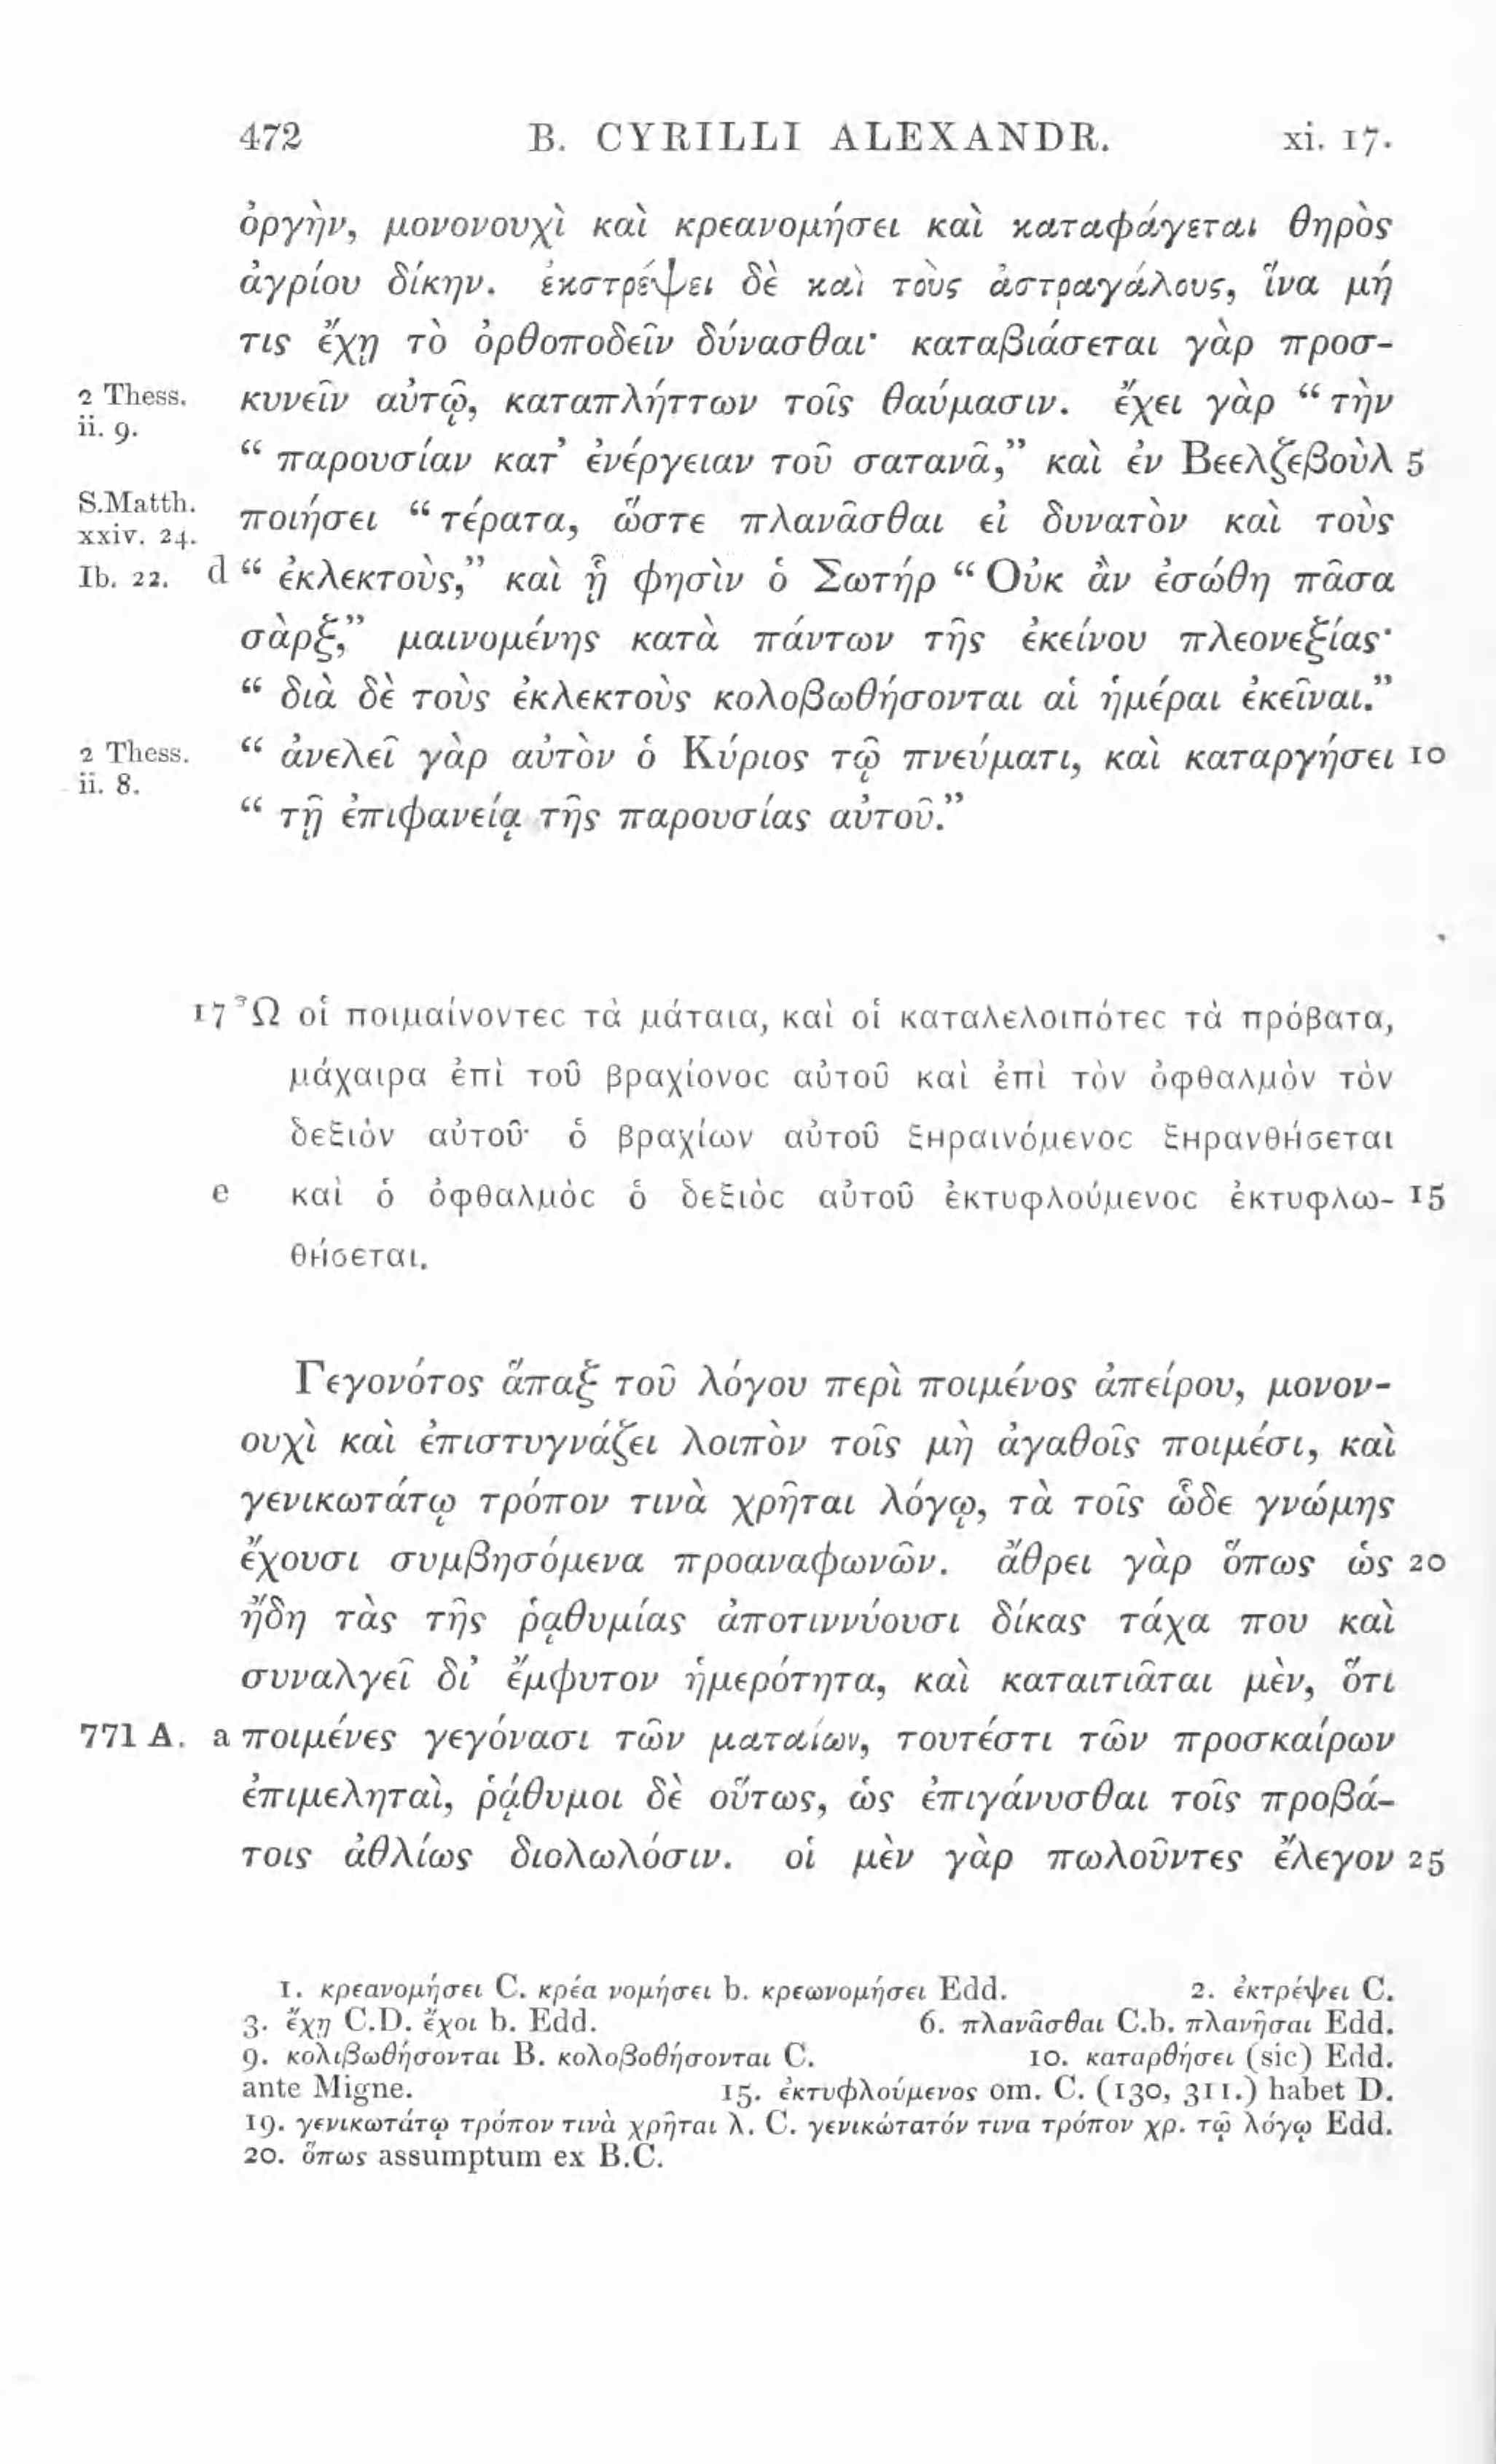 472 B. CYRILLI ALEXANDR. xi. 17.
ὀργὴν, μονονουχὶ καὶ κρεανομήσει καὶ καταφάγεται θηρὸς
ἀγρίου δίκην. ἐκστρέψει δὲ καὶ τοὺς ἀστραγάλους, ἵνα μή
τις ἔχῃ τὸ ὀρθοποδεῖν δύνασθαι· καταβιάσεται γὰρ προσ-
2 Thess. ii. 9. κυνεῖν αὐτῷ, καταπλήττων τοῖς θαύμασιν. ἔχει γὰρ “ τὴν
“ παρουσίαν κατ’ ἐνέργειαν τοῦ σατανᾶ,” καὶ ἐν Βεελζεβοὺλ 5
S.Matth. xxiv. 24. ποιήσει “ τέρατα, ὥστε πλανᾶσθαι εἰ δυνατὸν καὶ τοὺς
Ib. 22. d “ ἐκλεκτοὺς,” καὶ ᾗ φησὶν ὁ Σωτήρ “ Οὐκ ἂν ἐσώθη πᾶσα
σὰρξ,” μαινομένης κατὰ πάντων τῆς ἐκείνου πλεονεξίας·
“ διὰ δὲ τοὺς ἐκλεκτοὺς κολοβωθήσονται αἱ ἡμέραι ἐκεῖναι.”
2 Thess. ii. 8. “ ἀνελεῖ γὰρ αὐτὸν ὁ Κύριος τῷ πνεύματι, καὶ καταργήσει 10
“ τῇ ἐπιφανείᾳ τῆς παρουσίας αὐτοῦ.”
17 Ὦ οἱ ποιμαίνοντεϲ τὰ μάταια, καὶ οἱ καταλελοιπότεϲ τὰ πρόβατα,
μάχαιρα ἐπὶ τοῦ βραχίονοϲ αὐτοῦ καὶ ἐπὶ τὸν ὀφθαλμὸν τὸν
δεξιὸν αὐτοῦ· ὁ βραχίων αὐτοῦ ξηραινόμενοϲ ξηρανθήσεται
e καὶ ὁ ὀφθαλμὸϲ ὁ δεξιὸϲ αὐτοῦ ἐκτυφλούμενοϲ ἐκτυφλω- 15
θήσεται.
Γεγονότος ἅπαξ τοῦ λόγου περὶ ποιμένος ἀπείρου, μονον-
ουχὶ καὶ ἐπιστυγνάζει λοιπὸν τοῖς μὴ ἀγαθοῖς ποιμέσι, καὶ
γενικωτάτῳ τρόπον τινὰ χρῆται λόγῳ, τὰ τοῖς ὧδε γνώμης
ἔχουσι συμβησόμενα προαναφωνῶν. ἄθρει γὰρ ὅπως ὡς 20
ἤδη τὰς τῆς ῥᾳθυμίας ἀποτιννύουσι δίκας τάχα που καὶ
συναλγεῖ δι’ ἔμφυτον ἡμερότητα, καὶ καταιτιᾶται μὲν, ὅτι
771 A. a ποιμένες γεγόνασι τῶν ματαίων, τουτέστι τῶν προσκαίρων
ἐπιμεληταὶ, ῥᾴθυμοι δὲ οὕτως, ὡς ἐπιγάνυσθαι τοῖς προβά-
τοις ἀθλίως διολωλόσιν. οἱ μὲν γὰρ πωλοῦντες ἔλεγον 25
1. κρεανομήσει C. κρέα νομήσει b. κρεωνομήσει Edd. 2. ἐκτρέψει C.
3. ἔχῃ C.D. ἔχοι b. Edd. 6. πλανᾶσθαι C.b. πλανῆσαι Edd.
9. κολιβωθήσονται B. κολοβοθήσονται C. 10. καταρθήσει (sic) Edd.
ante Migne. 15. ἐκτυφλούμενος om. C. (130, 311.) habet D.
19. γενικωτάτῳ τρόπον τινὰ χρῆται λ. C. γενικώτατόν τινα τρόπον χρ. τῷ λόγῳ Edd.
20. ὅπως assumptum ex B.C.